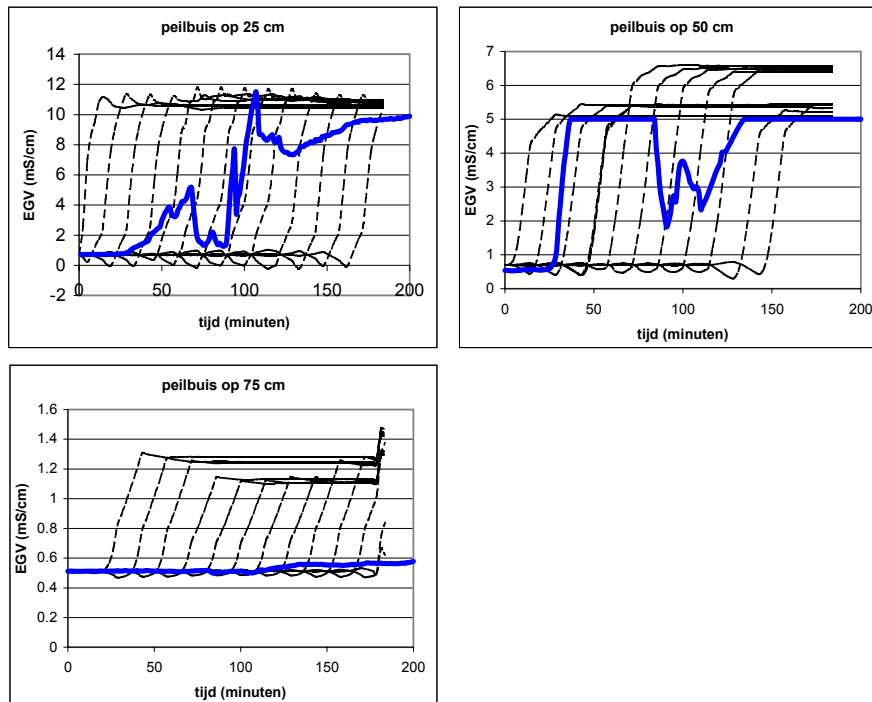 peilbuis op 25 cm
EGV (mS/cm)
14
12
10
8
6
4
2
0
-2
0 50 100 150 200
tijd (minuten)
peilbuis op 50 cm
EGV (mS/cm)
7
6
5
4
3
2
1
0
0 50 100 150 200
tijd (minuten)
peilbuis op 75 cm
EGV (mS/cm)
1.6
1.4
1.2
1
0.8
0.6
0.4
0.2
0
0 50 100 150 200
tijd (minuten)